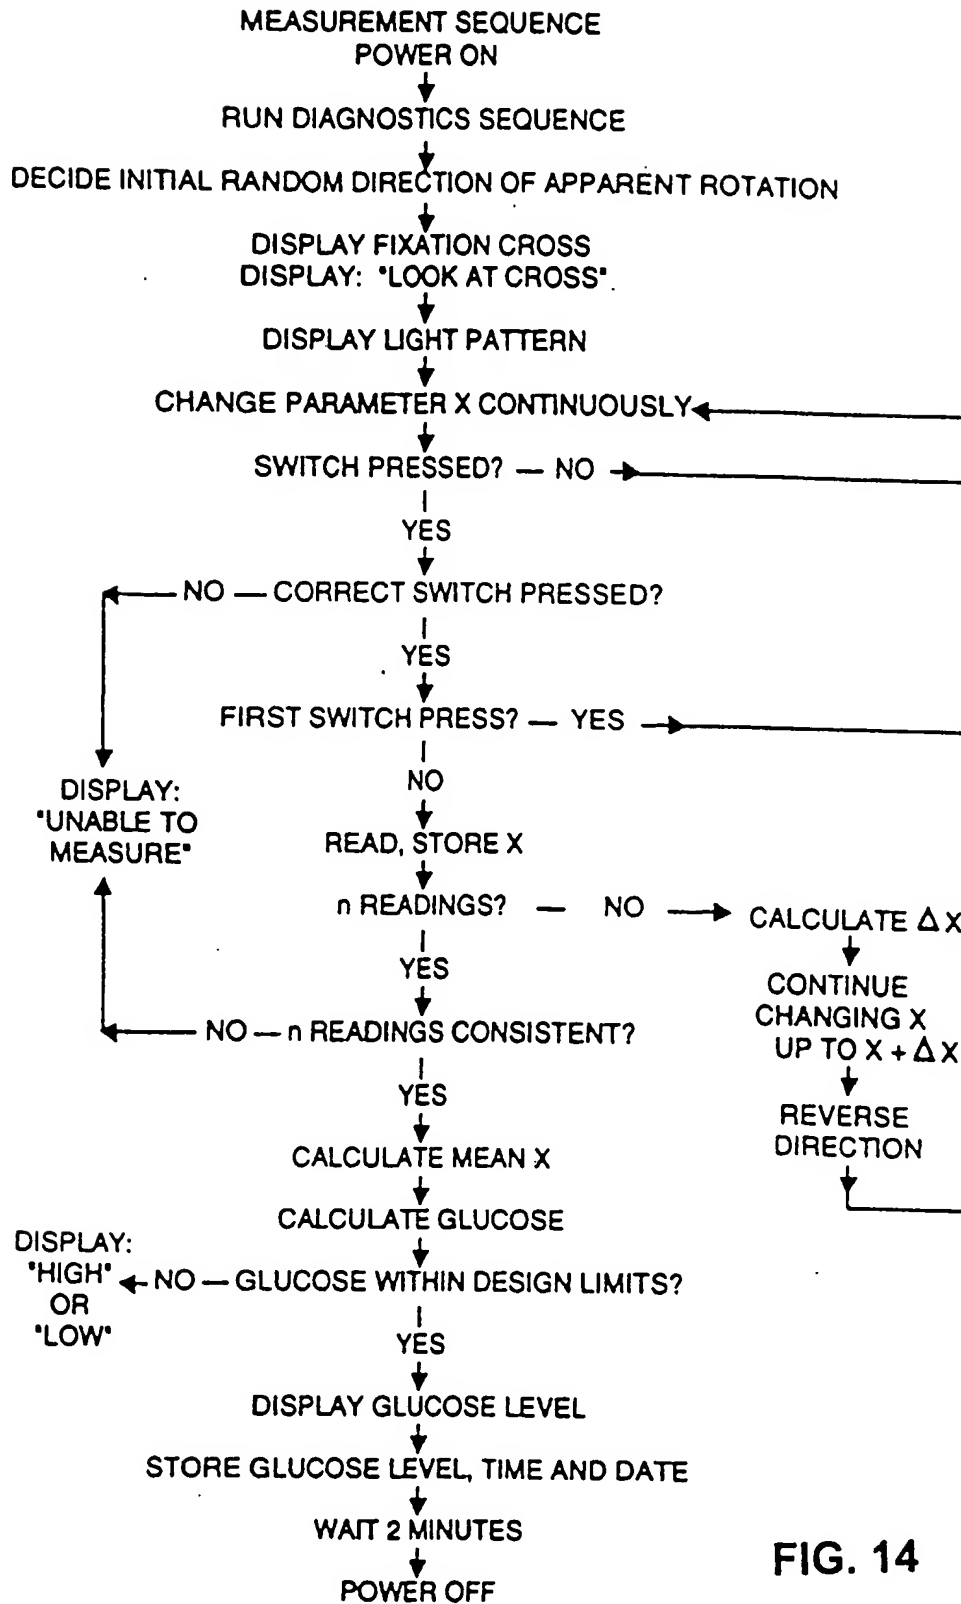 MEASUREMENT SEQUENCE
POWER ON
RUN DIAGNOSTICS SEQUENCE
DECIDE INITIAL RANDOM DIRECTION OF APPARENT ROTATION
DISPLAY FIXATION CROSS
DISPLAY: "LOOK AT CROSS"
DISPLAY LIGHT PATTERN
CHANGE PARAMETER X CONTINUOUSLY
SWITCH PRESSED? — NO
YES
NO — CORRECT SWITCH PRESSED?
YES
FIRST SWITCH PRESS? — YES
NO
DISPLAY:
"UNABLE TO
MEASURE"
READ, STORE X
n READINGS? — NO
CALCULATE Δ X
YES
CONTINUE
CHANGING X
UP TO X + Δ X
NO — n READINGS CONSISTENT?
YES
REVERSE
DIRECTION
CALCULATE MEAN X
CALCULATE GLUCOSE
DISPLAY:
"HIGH"
OR
"LOW"
NO — GLUCOSE WITHIN DESIGN LIMITS?
YES
DISPLAY GLUCOSE LEVEL
STORE GLUCOSE LEVEL, TIME AND DATE
WAIT 2 MINUTES
POWER OFF
FIG. 14